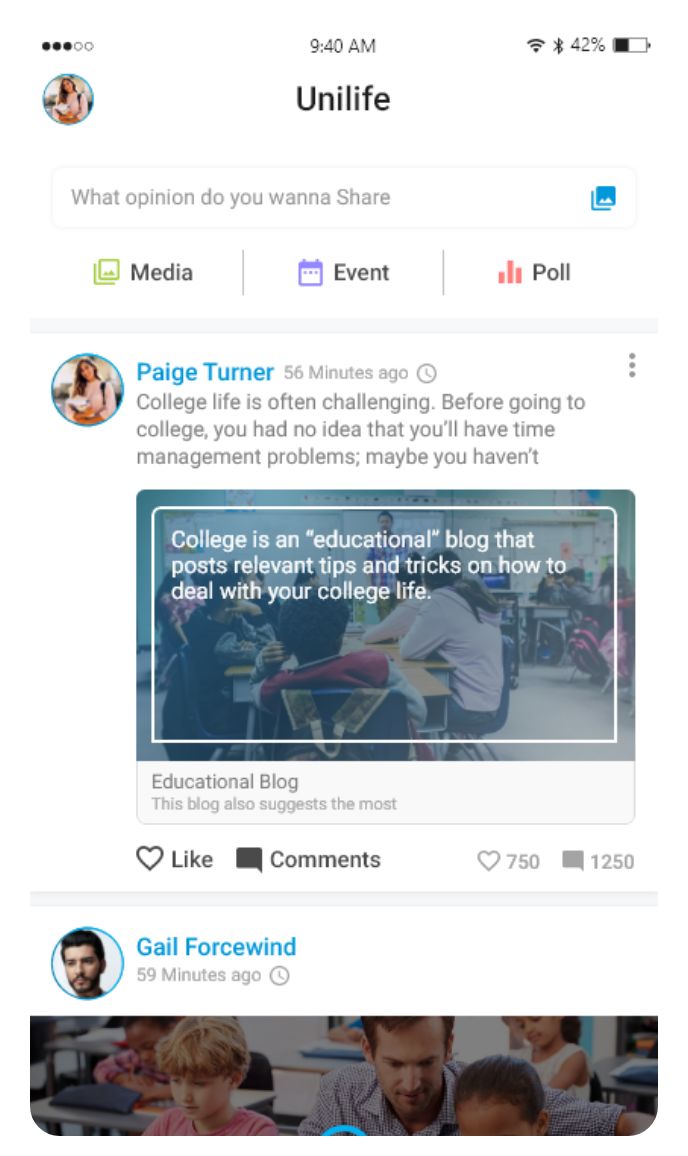 9:40 AM 42%
Unilife
What opinion do you wanna Share
Media Event Poll
Paige Turner 56 Minutes ago
College life is often challenging. Before going to
college, you had no idea that you’ll have time
management problems; maybe you haven’t
College is an “educational” blog that
posts relevant tips and tricks on how to
deal with your college life.
Educational Blog
This blog also suggests the most
Like Comments 750 1250
Gail Forcewind
59 Minutes ago